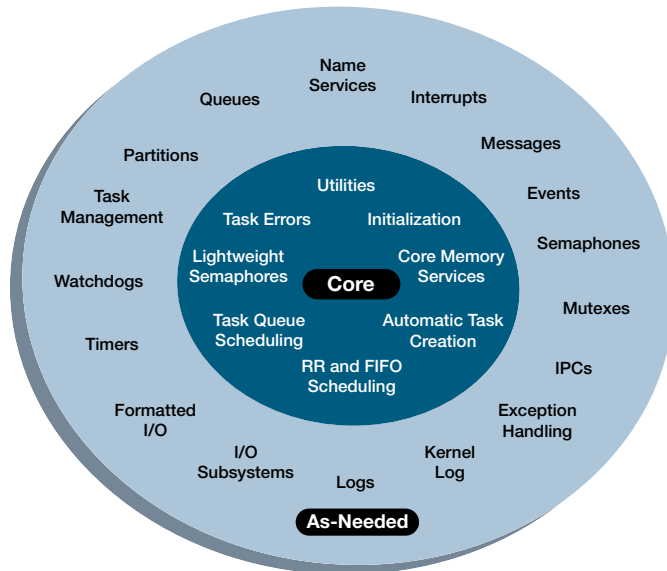 Name
Services
Queues
Interrupts
Messages
Partitions
Utilities
Events
Task
Management
Task Errors
Initialization
Semaphones
Lightweight
Semaphores
Core Memory
Services
Core
Watchdogs
Mutexes
Task Queue
Scheduling
Automatic Task
Creation
Timers
RR and FIFO
Scheduling
IPCs
Formatted
I/O
Exception
Handling
I/O
Subsystems
Kernel
Log
Logs
As-Needed